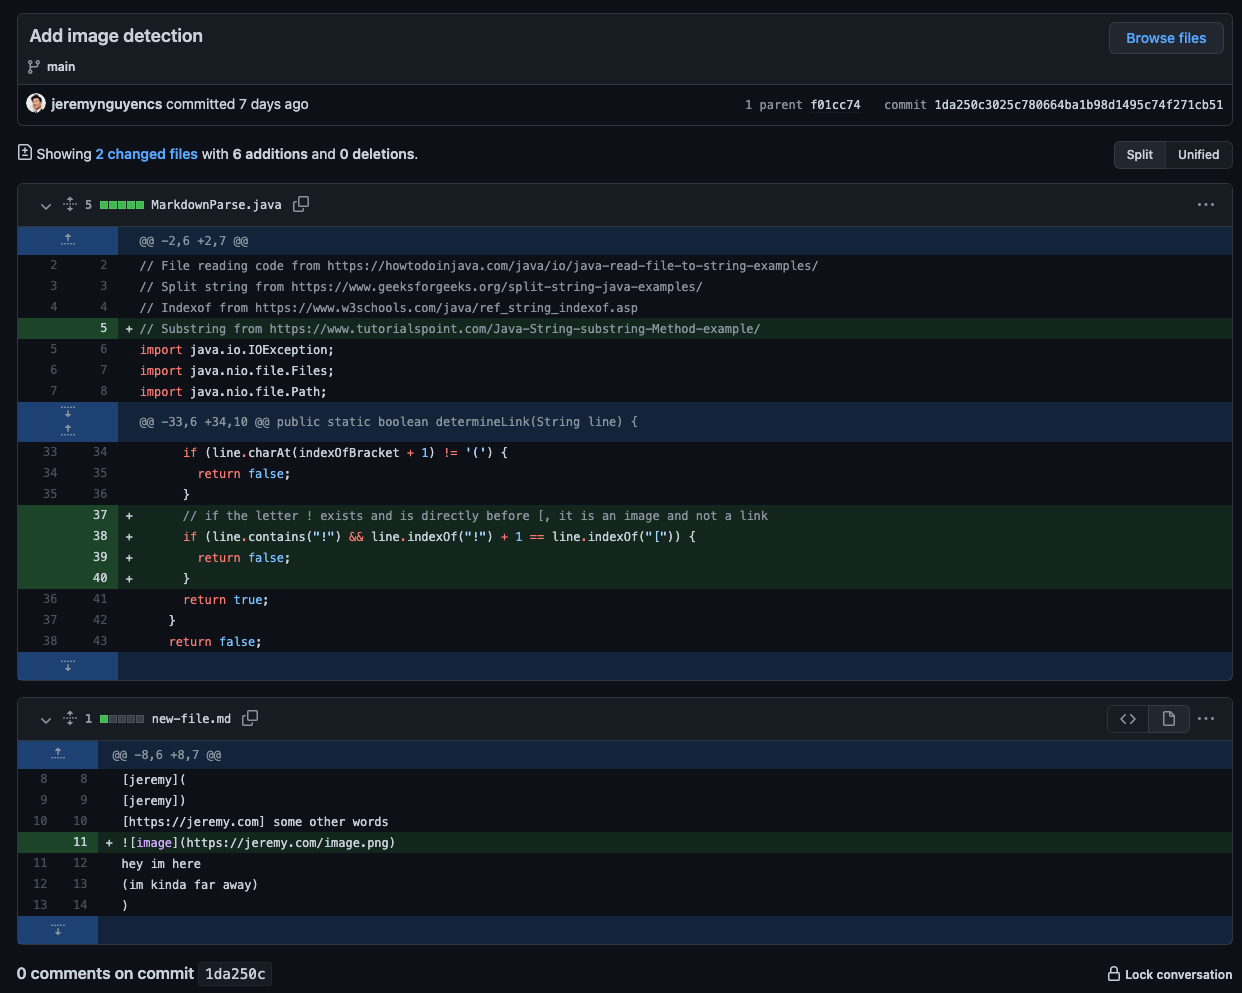 Add image detection
Browse files
main
jeremynguyencs committed 7 days ago
1 parent f01cc74 commit 1da250c3025c780664ba1b98d1495c74f271cb51
Showing 2 changed files with 6 additions and 0 deletions.
Split Unified
5 MarkdownParse.java
@@ -2,6 +2,7 @@
2 2 // File reading code from https://howtodoinjava.com/java/io/java-read-file-to-string-examples/
3 3 // Split string from https://www.geeksforgeeks.org/split-string-java-examples/
4 4 // Indexof from https://www.w3schools.com/java/ref_string_indexof.asp
5 + // Substring from https://www.tutorialspoint.com/Java-String-substring-Method-example/
5 6 import java.io.IOException;
6 7 import java.nio.file.Files;
7 8 import java.nio.file.Path;
@@ -33,6 +34,10 @@ public static boolean determineLink(String line) {
33 34 if (line.charAt(indexOfBracket + 1) != '(') {
34 35 return false;
35 36 }
37 + // if the letter ! exists and is directly before [, it is an image and not a link
38 + if (line.contains("!") && line.indexOf("!") + 1 == line.indexOf("[")) {
39 + return false;
40 + }
36 41 return true;
37 42 }
38 43 return false;
1 new-file.md
@@ -8,6 +8,7 @@
8 8 [jeremy](
9 9 [jeremy])
10 10 [https://jeremy.com] some other words
11 + ![image](https://jeremy.com/image.png)
11 12 hey im here
12 13 (im kinda far away)
13 14 )
0 comments on commit 1da250c
Lock conversation